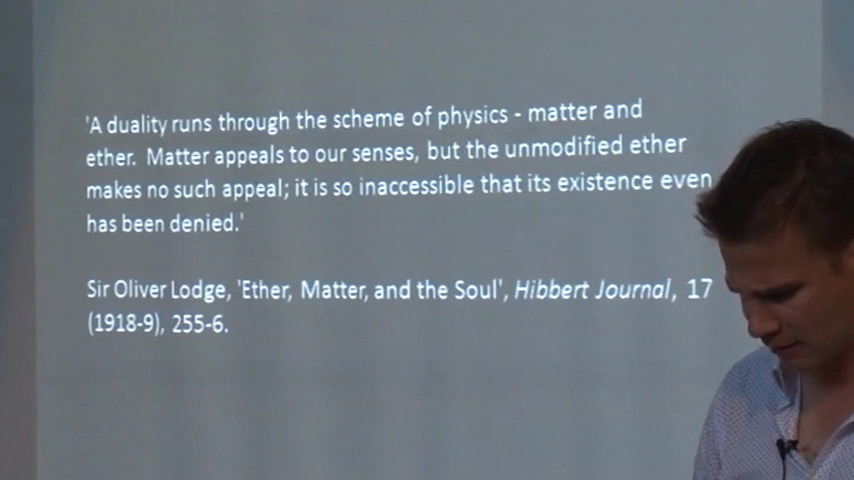 'A duality runs through the scheme of physics - matter and
ether. Matter appeals to our senses, but the unmodified ether
makes no such appeal; it is so inaccessible that its existence even
has been denied.'
Sir Oliver Lodge, 'Ether, Matter, and the Soul', Hibbert Journal, 17
(1918-9), 255-6.